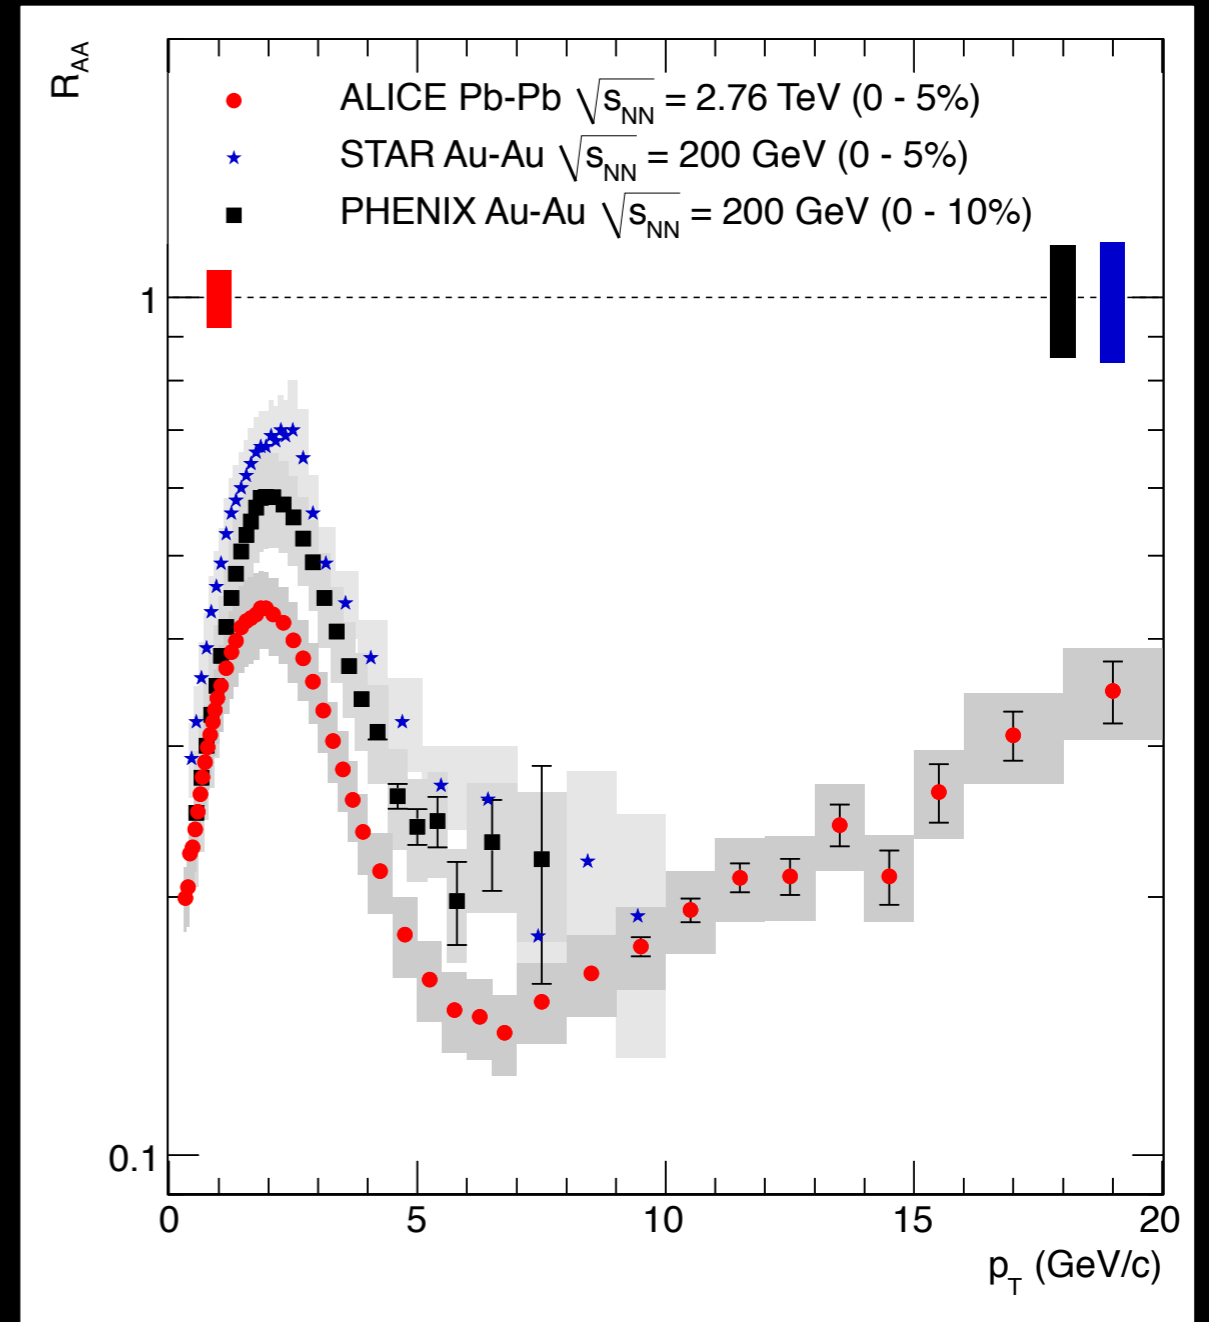 R_AA
ALICE Pb-Pb √s_NN = 2.76 TeV (0 - 5%)
STAR Au-Au √s_NN = 200 GeV (0 - 5%)
PHENIX Au-Au √s_NN = 200 GeV (0 - 10%)
1
0.1
0 5 10 15 20
p_T (GeV/c)